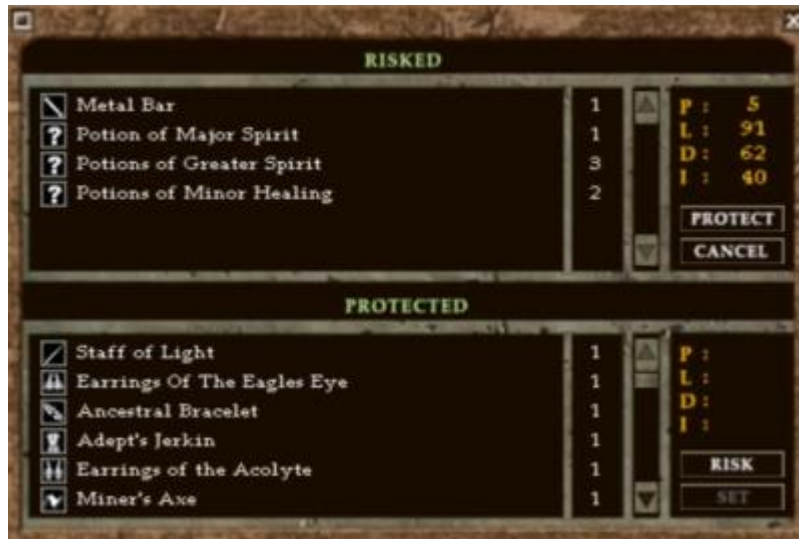 RISKED
Metal Bar 1
? Potion of Major Spirit 1
? Potions of Greater Spirit 3
? Potions of Minor Healing 2
P : 5
L : 91
D : 62
I : 40
PROTECT
CANCEL
PROTECTED
Staff of Light 1
Earrings Of The Eagles Eye 1
Ancestral Bracelet 1
Adept's Jerkin 1
Earrings of the Acolyte 1
Miner's Axe 1
P :
L :
D :
I :
RISK
SET